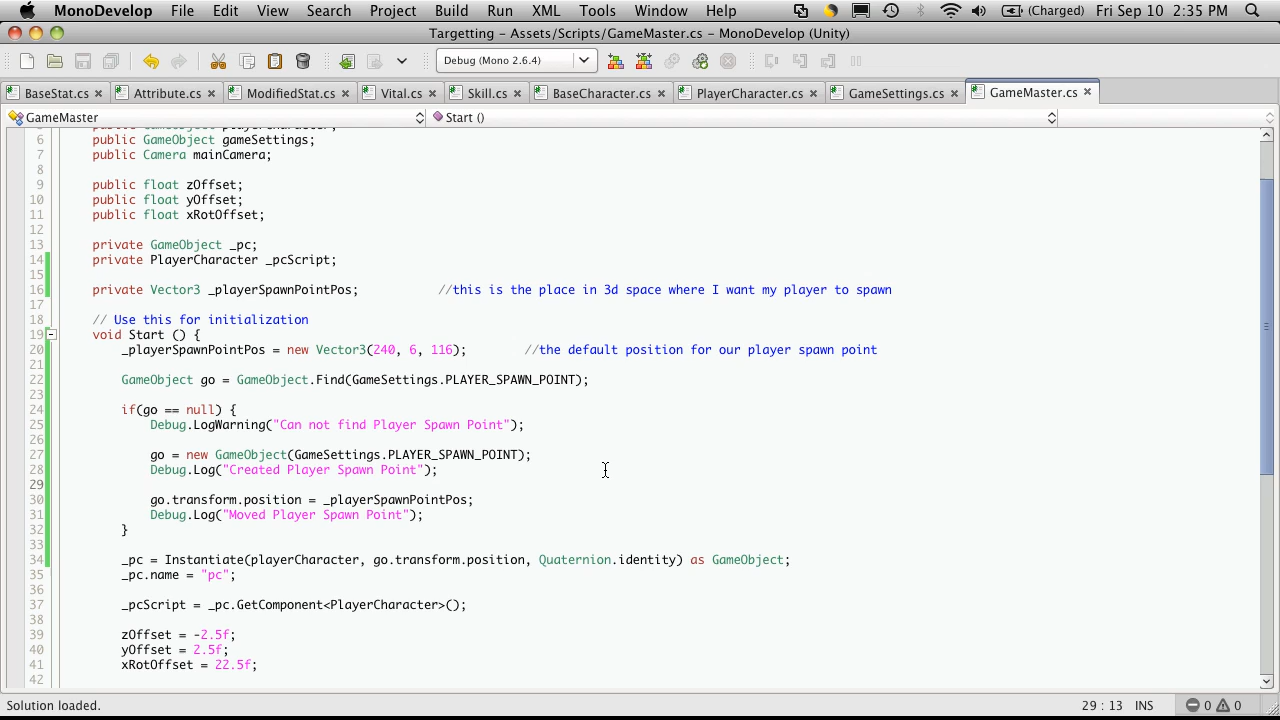 MonoDevelop File Edit View Search Project Build Run XML Tools Window Help (Charged) Fri Sep 10 2:35 PM
Targetting - Assets/Scripts/GameMaster.cs - MonoDevelop (Unity)
Debug (Mono 2.6.4)
BaseStat.cs Attribute.cs ModifiedStat.cs Vital.cs Skill.cs BaseCharacter.cs PlayerCharacter.cs GameSettings.cs GameMaster.cs
GameMaster Start ()
public GameObject playerCharacter;
6 public GameObject gameSettings;
7 public Camera mainCamera;
8
9 public float zOffset;
10 public float yOffset;
11 public float xRotOffset;
12
13 private GameObject _pc;
14 private PlayerCharacter _pcScript;
15
16 private Vector3 _playerSpawnPointPos; //this is the place in 3d space where I want my player to spawn
17
18 // Use this for initialization
19 void Start () {
20 _playerSpawnPointPos = new Vector3(240, 6, 116); //the default position for our player spawn point
21
22 GameObject go = GameObject.Find(GameSettings.PLAYER_SPAWN_POINT);
23
24 if(go == null) {
25 Debug.LogWarning("Can not find Player Spawn Point");
26
27 go = new GameObject(GameSettings.PLAYER_SPAWN_POINT);
28 Debug.Log("Created Player Spawn Point");
29
30 go.transform.position = _playerSpawnPointPos;
31 Debug.Log("Moved Player Spawn Point");
32 }
33
34 _pc = Instantiate(playerCharacter, go.transform.position, Quaternion.identity) as GameObject;
35 _pc.name = "pc";
36
37 _pcScript = _pc.GetComponent<PlayerCharacter>();
38
39 zOffset = -2.5f;
40 yOffset = 2.5f;
41 xRotOffset = 22.5f;
42
Solution loaded. 29 : 13 INS 0 0